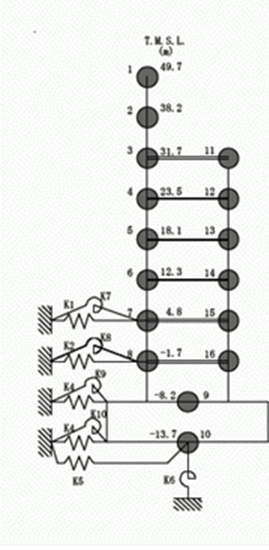 T.M.S.L.
(m)
1 49.7
2 38.2
3 31.7 11
4 23.5 12
5 18.1 13
6 12.3 14
K1 K7
7 4.8 15
K2 K8
8 -1.7 16
K4 K9
-8.2 9
K4 K10
-13.7 10
K5 K6